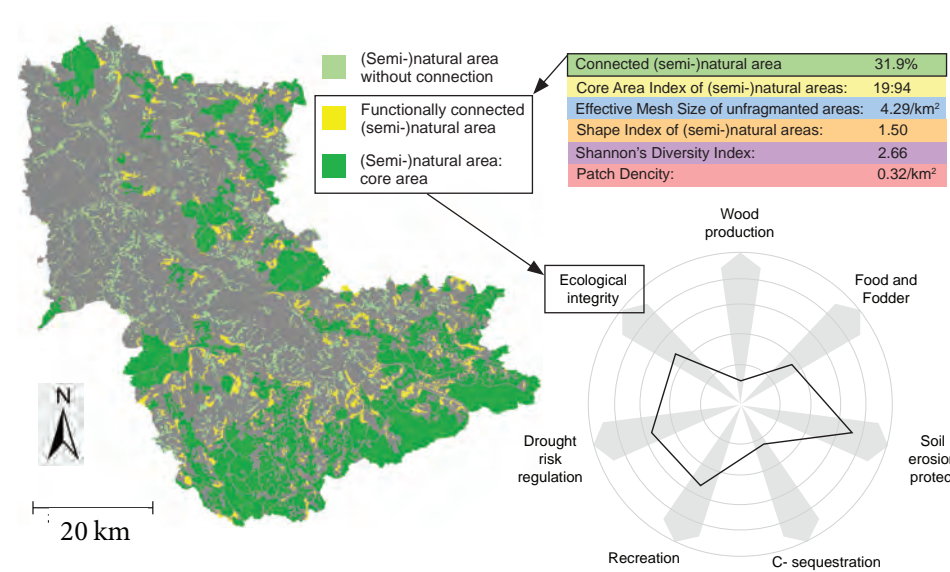 (Semi-)natural area
without connection
Functionally connected
(semi-)natural area
(Semi-)natural area:
core area
Connected (semi-)natural area 31.9%
Core Area Index of (semi-)natural areas: 19:94
Effective Mesh Size of unfragmanted areas: 4.29/km²
Shape Index of (semi-)natural areas: 1.50
Shannon's Diversity Index: 2.66
Patch Dencity: 0.32/km²
Wood
production
Ecological
integrity
Food and
Fodder
Drought
risk
regulation
Soil
erosion
protec
Recreation
C- sequestration
N
20 km